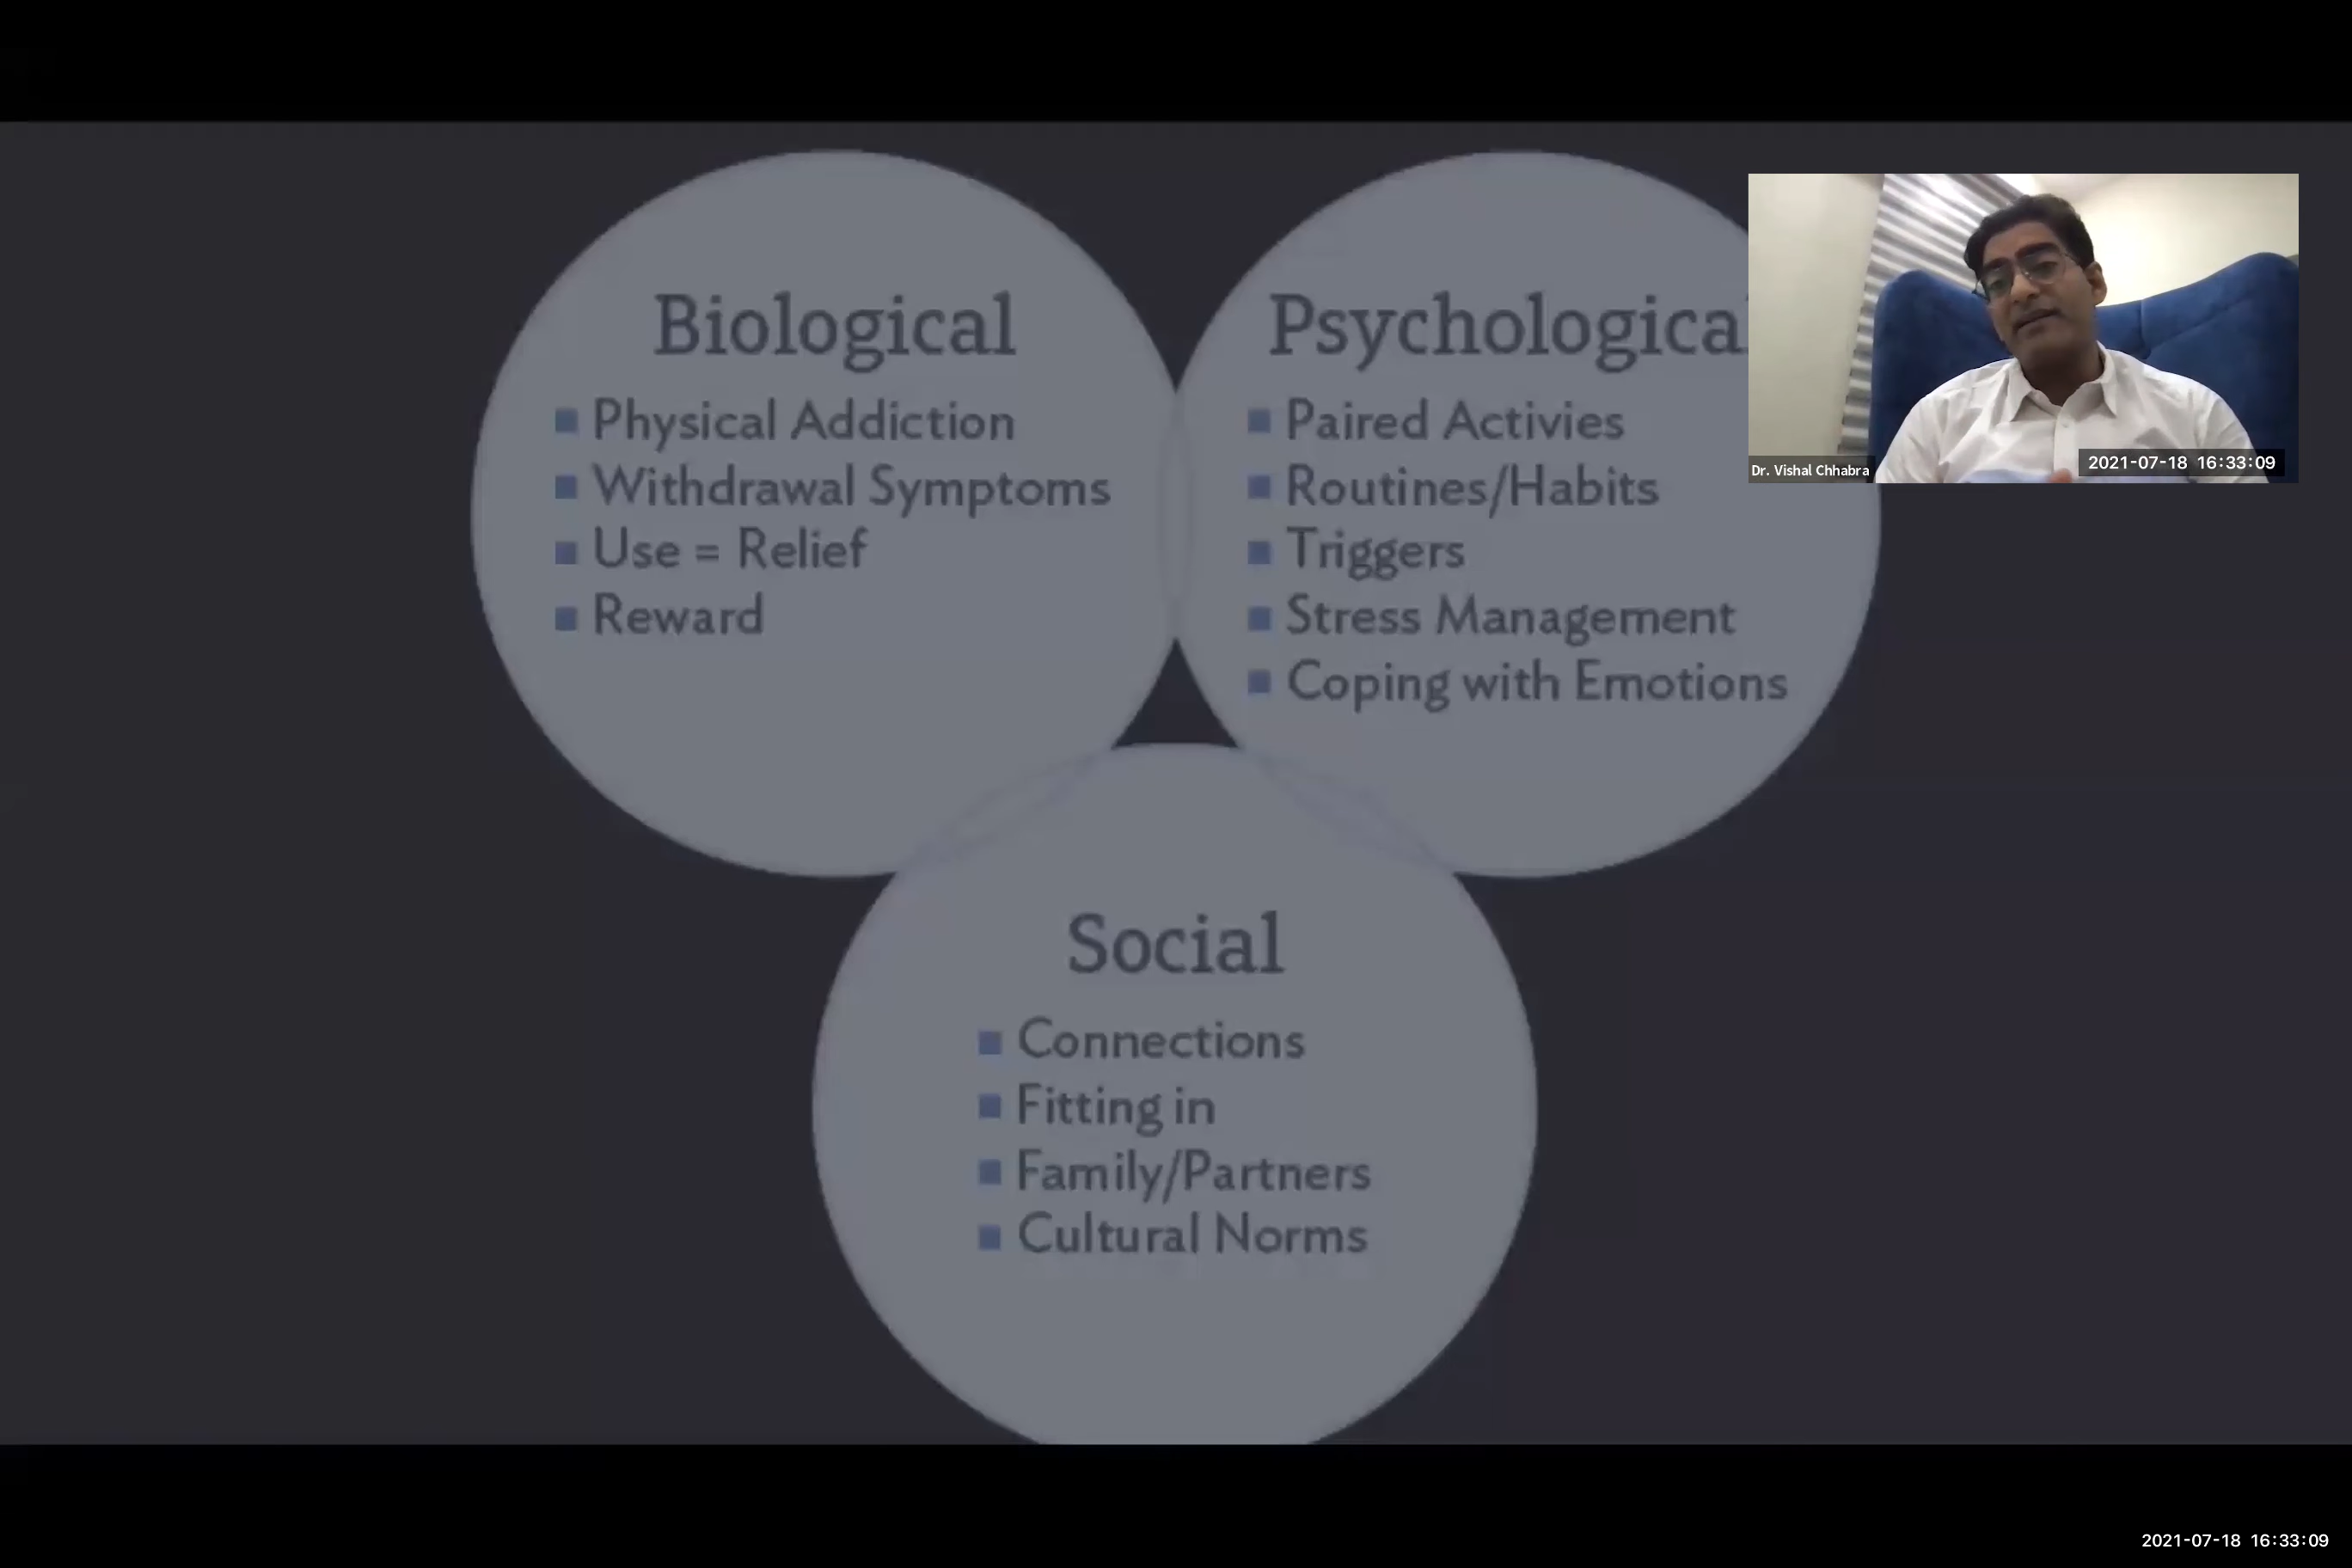 Biological
Physical Addiction
Withdrawal Symptoms
Use = Relief
Reward
Psychological
Paired Activies
Routines/Habits
Triggers
Stress Management
Coping with Emotions
Dr. Vishal Chhabra
2021-07-18 16:33:09
Social
Connections
Fitting in
Family/Partners
Cultural Norms
2021-07-18 16:33:09